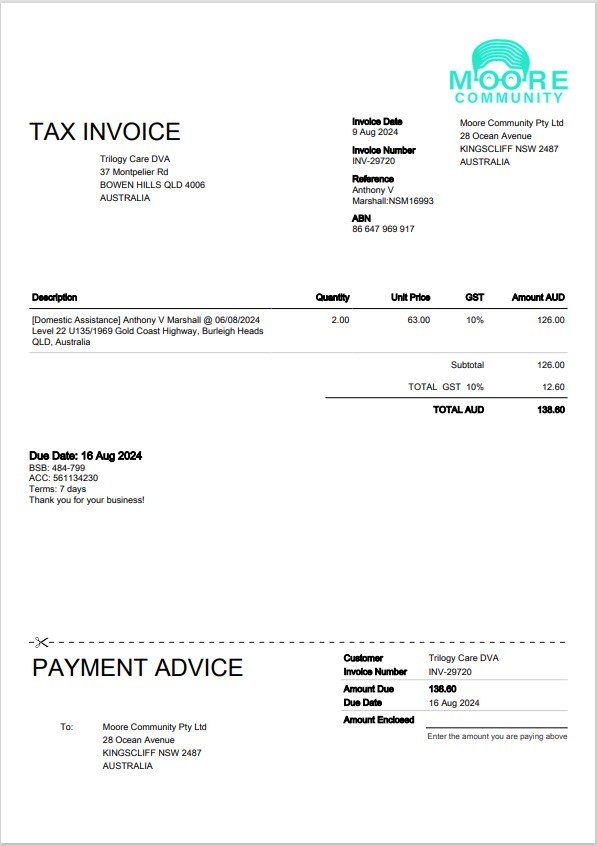 MOORE
COMMUNITY
TAX INVOICE
Trilogy Care DVA
37 Montpelier Rd
BOWEN HILLS QLD 4006
AUSTRALIA
Invoice Date
9 Aug 2024
Invoice Number
INV-29720
Reference
Anthony V
Marshall:NSM16993
ABN
86 647 969 917
Moore Community Pty Ltd
28 Ocean Avenue
KINGSCLIFF NSW 2487
AUSTRALIA
Description Quantity Unit Price GST Amount AUD
[Domestic Assistance] Anthony V Marshall @ 06/08/2024 2.00 63.00 10% 126.00
Level 22 U135/1969 Gold Coast Highway, Burleigh Heads
QLD, Australia
Subtotal 126.00
TOTAL GST 10% 12.60
TOTAL AUD 138.60
Due Date: 16 Aug 2024
BSB: 484-799
ACC: 561134230
Terms: 7 days
Thank you for your business!
PAYMENT ADVICE
To: Moore Community Pty Ltd
28 Ocean Avenue
KINGSCLIFF NSW 2487
AUSTRALIA
Customer Trilogy Care DVA
Invoice Number INV-29720
Amount Due 138.60
Due Date 16 Aug 2024
Amount Enclosed
Enter the amount you are paying above